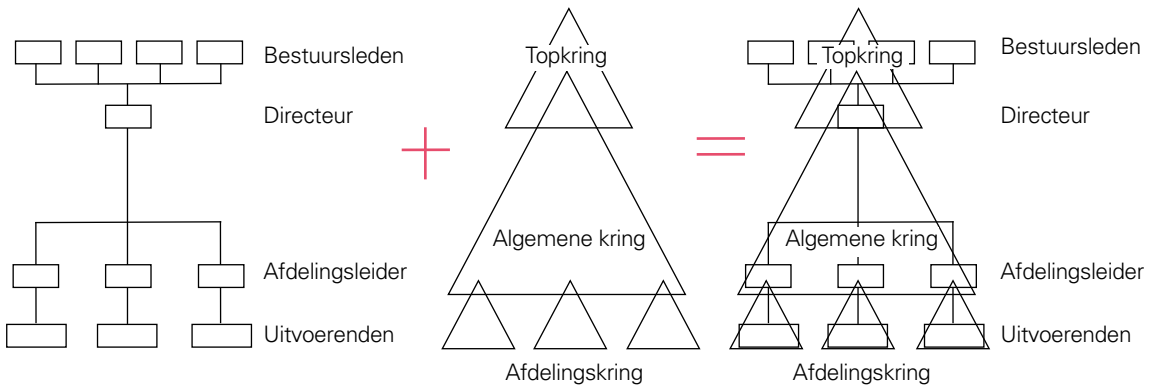 Bestuursleden
Directeur
Afdelingsleider
Uitvoerenden
Topkring
Algemene kring
Afdelingskring
Topkring
Bestuursleden
Directeur
Algemene kring
Afdelingsleider
Uitvoerenden
Afdelingskring